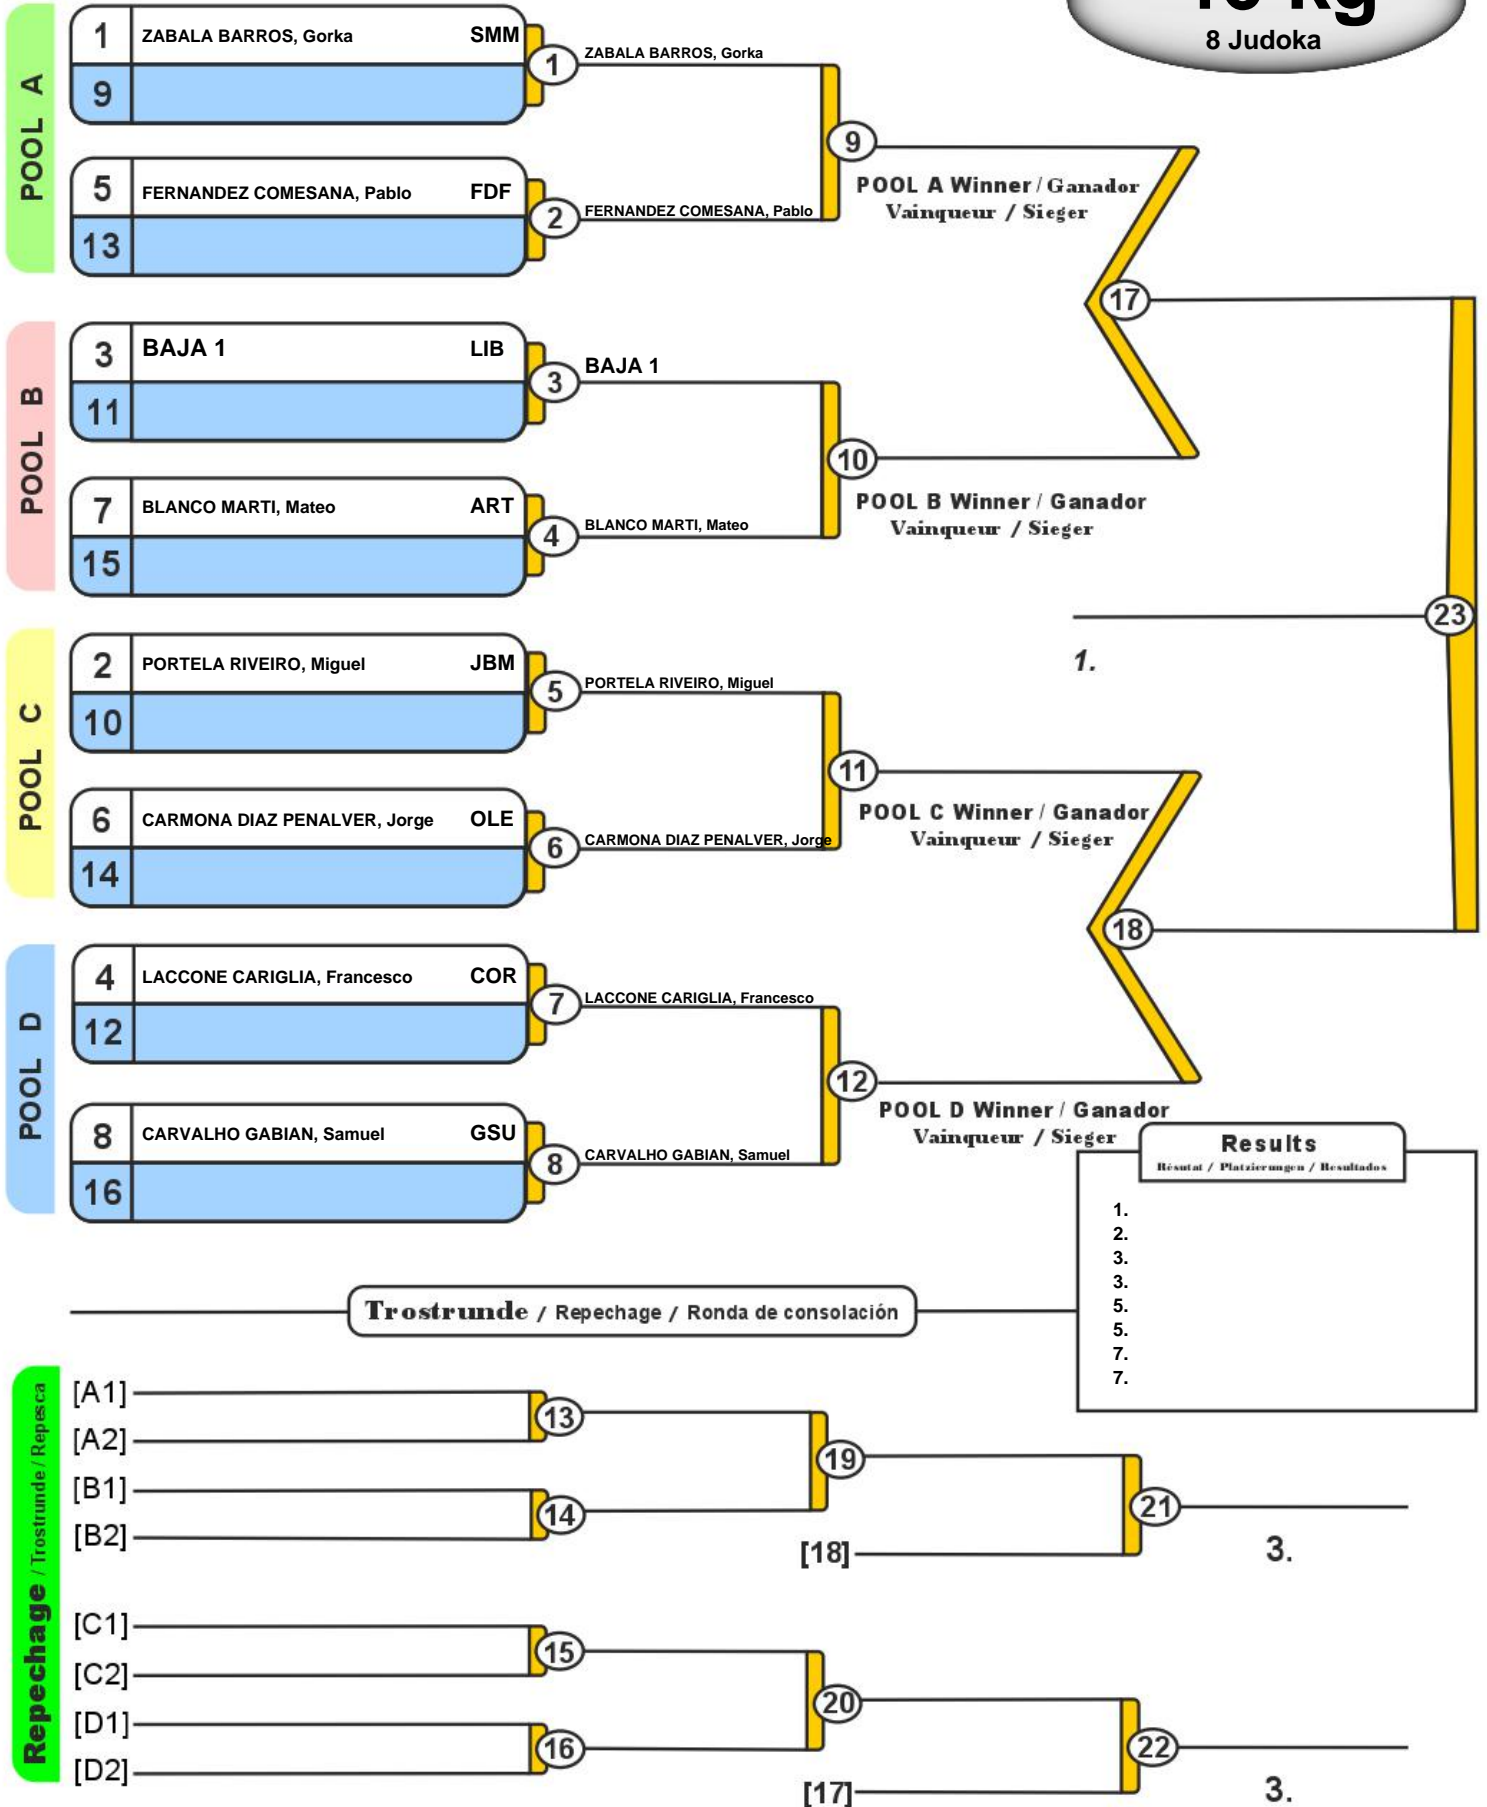 8 Judoka
POOL A
1 ZABALA BARROS, Gorka SMM
9
1 ZABALA BARROS, Gorka
5 FERNANDEZ COMESANA, Pablo FDF
13
2 FERNANDEZ COMESANA, Pablo
9
POOL A Winner / Ganador
Vainqueur / Sieger
17
POOL B
3 BAJA 1 LIB
11
3 BAJA 1
7 BLANCO MARTI, Mateo ART
15
4 BLANCO MARTI, Mateo
10
POOL B Winner / Ganador
Vainqueur / Sieger
23
1.
POOL C
2 PORTELA RIVEIRO, Miguel JBM
10
5 PORTELA RIVEIRO, Miguel
6 CARMONA DIAZ PENALVER, Jorge OLE
14
6 CARMONA DIAZ PENALVER, Jorge
11
POOL C Winner / Ganador
Vainqueur / Sieger
18
POOL D
4 LACCONE CARIGLIA, Francesco COR
12
7 LACCONE CARIGLIA, Francesco
8 CARVALHO GABIAN, Samuel GSU
16
8 CARVALHO GABIAN, Samuel
12
POOL D Winner / Ganador
Vainqueur / Sieger
Results
Résutat / Platzierungen / Resultados
1.
2.
3.
3.
5.
5.
7.
7.
Trostrunde / Repechage / Ronda de consolación
Repechage / Trostrunde / Repesca
[A1]
[A2]
13
[B1]
[B2]
14
19
[18]
21
3.
[C1]
[C2]
15
[D1]
[D2]
16
20
[17]
22
3.